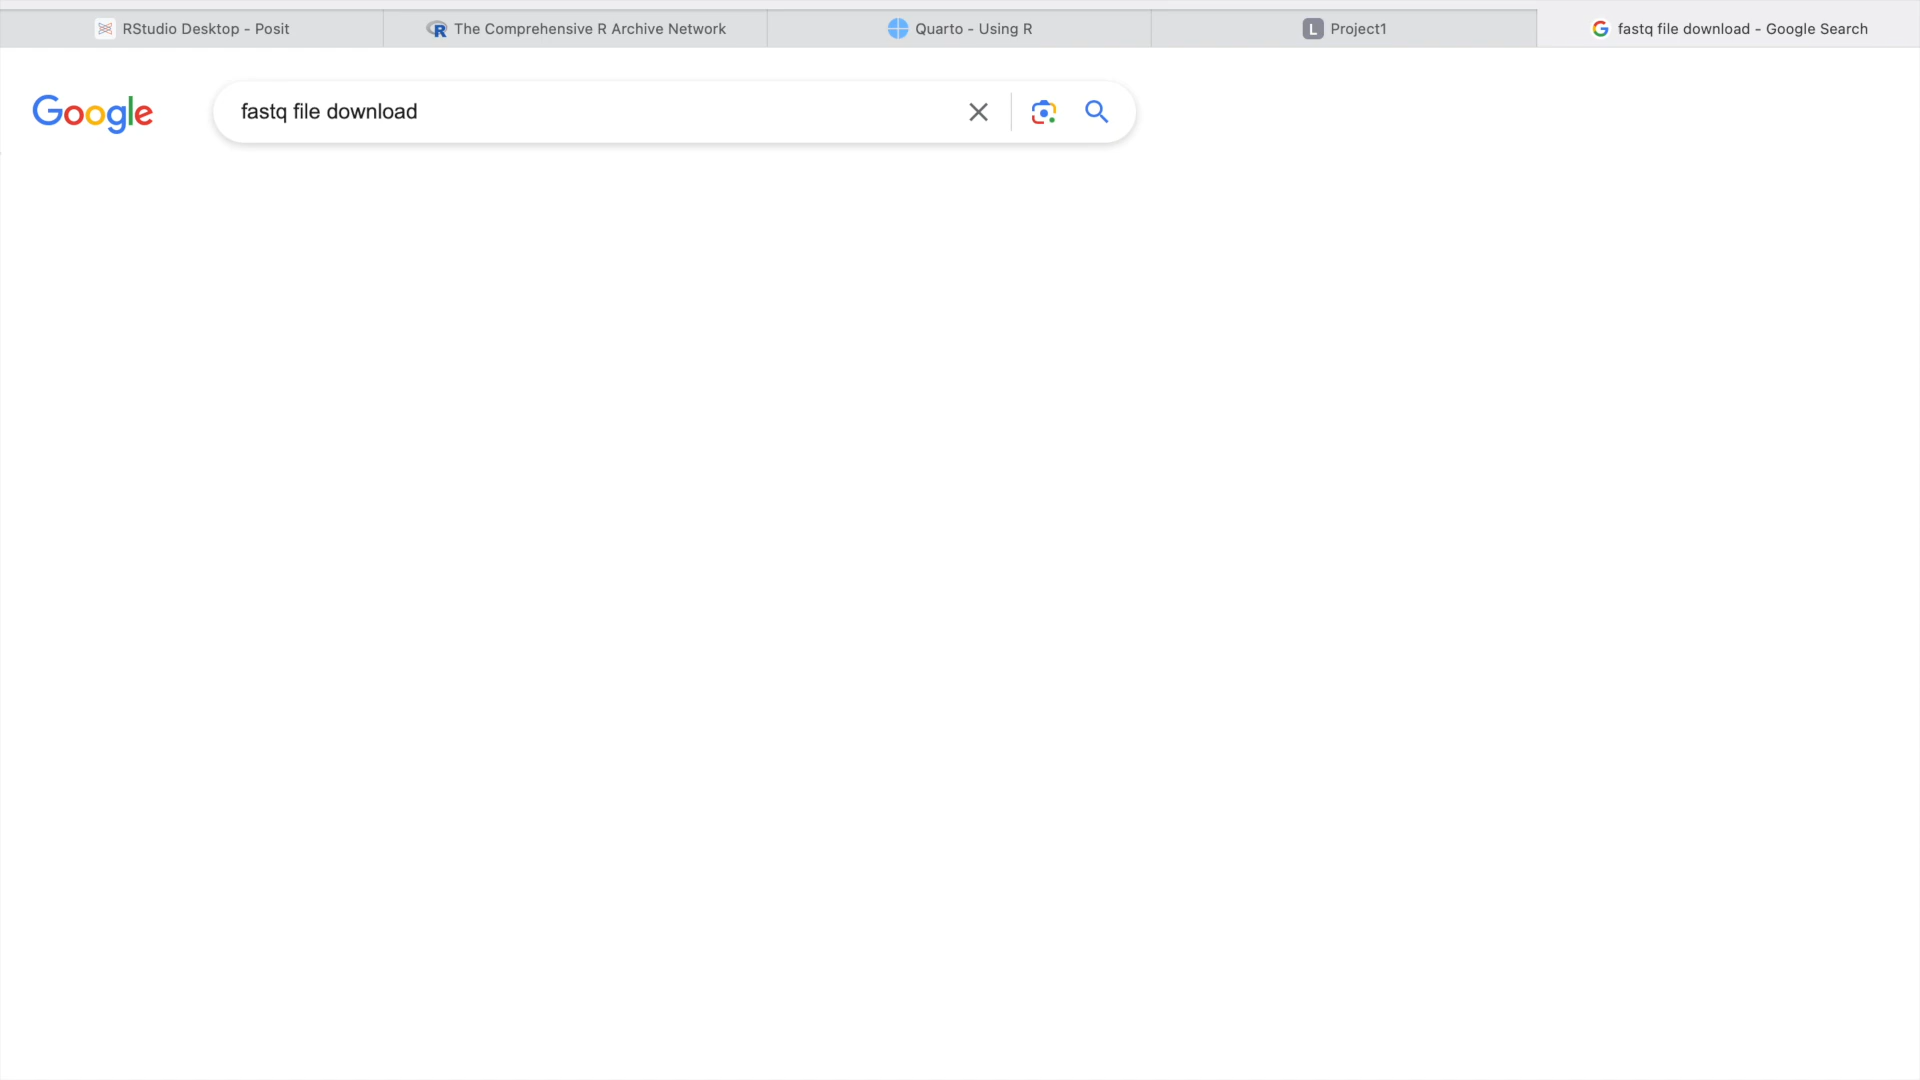 RStudio Desktop - Posit
The Comprehensive R Archive Network
Quarto - Using R
L Project1
fastq file download - Google Search
Google
fastq file download